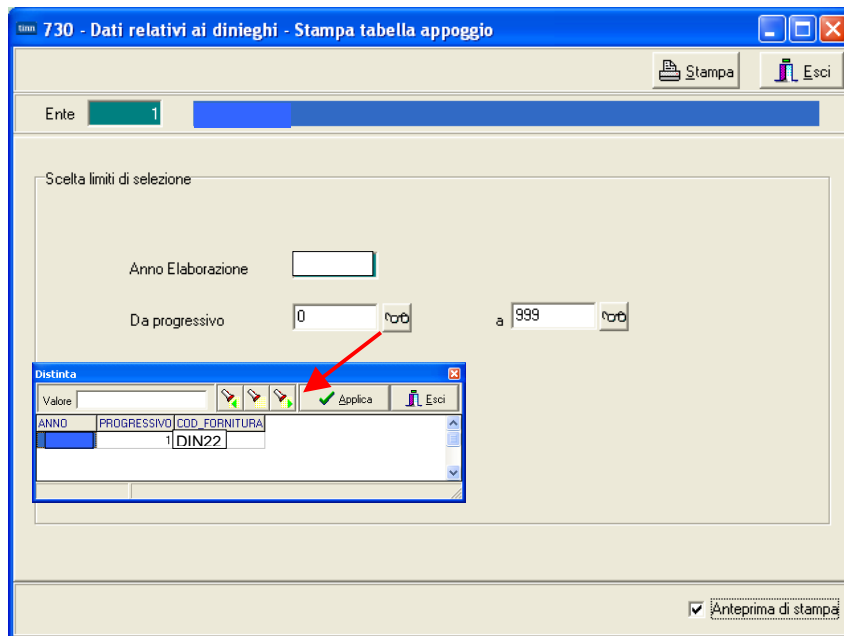 tinn 730 - Dati relativi ai dinieghi - Stampa tabella appoggio
Stampa Esci
Ente 1
Scelta limiti di selezione
Anno Elaborazione
Da progressivo 0 a 999
Distinta
Valore Applica Esci
ANNO PROGRESSIVO COD_FORNITURA
1 DIN22
Anteprima di stampa